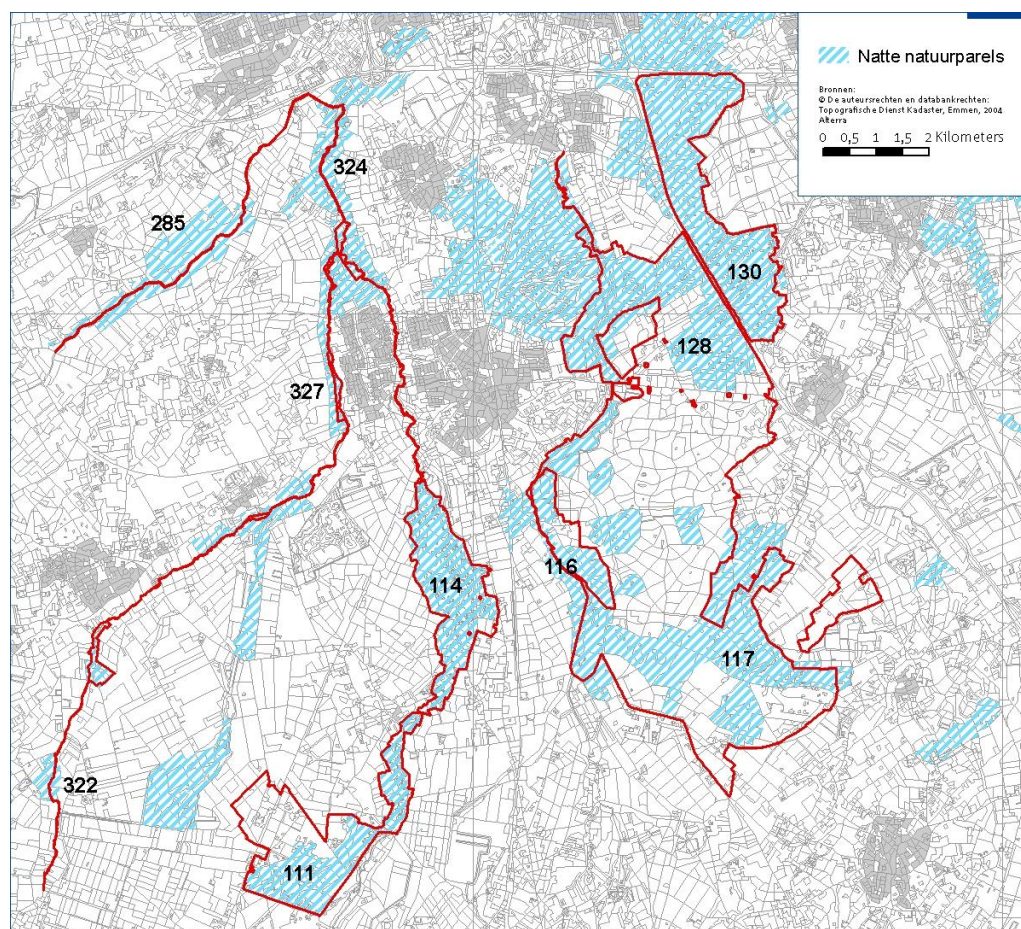 Natte natuurparels
Bronnen:
© De auteursrechten en databankrechten:
Topografische Dienst Kadaster, Emmen, 2004
Alterra
0 0,5 1 1,5 2 Kilometers
324
285
130
128
327
116
114
117
322
111